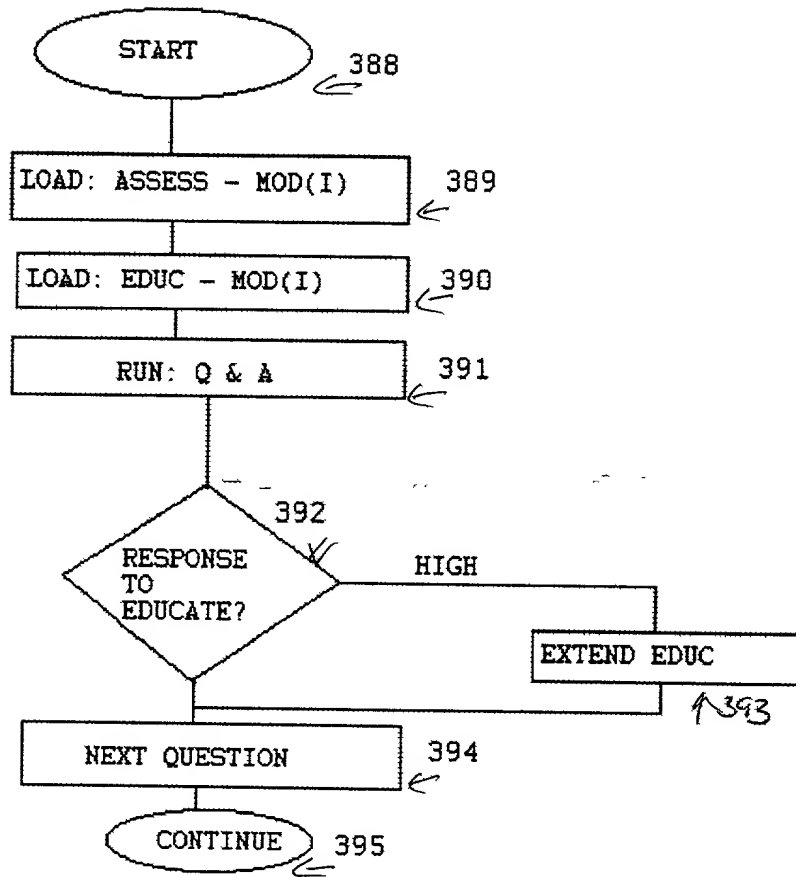 START
388
LOAD: ASSESS - MOD(I)
389
LOAD: EDUC - MOD(I)
390
RUN: Q & A
391
392
RESPONSE
TO
EDUCATE?
HIGH
EXTEND EDUC
393
NEXT QUESTION
394
CONTINUE
395